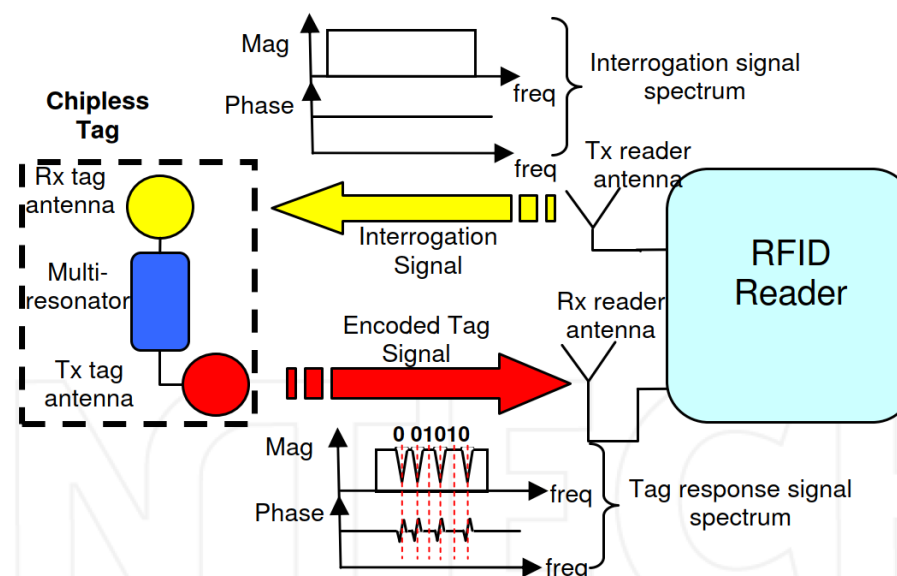 Mag
freq
Phase
freq
Interrogation signal
spectrum
Chipless
Tag
Rx tag
antenna
Multi-
resonator
Tx tag
antenna
Interrogation
Signal
Tx reader
antenna
RFID
Reader
Encoded Tag
Signal
Rx reader
antenna
0 01010
Mag
freq
Phase
freq
Tag response signal
spectrum